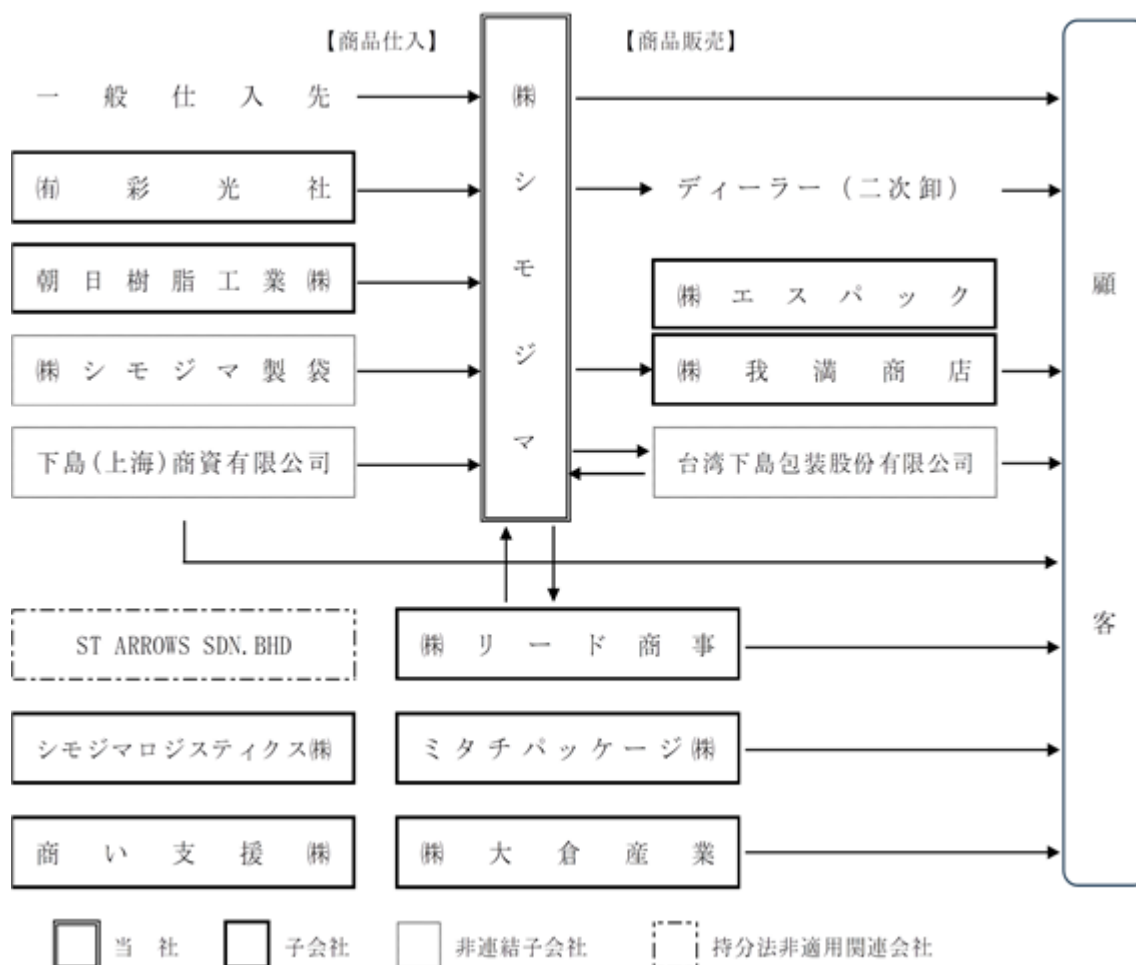 【商品仕入】
【商品販売】
一般仕入先
㈱シモジマ
㈲彩光社
ディーラー（二次卸）
朝日樹脂工業㈱
㈱エスパック
㈱シモジマ製袋
㈱我満商店
下島(上海)商資有限公司
台湾下島包装股份有限公司
顧客
ST ARROWS SDN.BHD
㈱リード商事
シモジマロジスティクス㈱
ミタチパッケージ㈱
商い支援㈱
㈱大倉産業
当社
子会社
非連結子会社
持分法非適用関連会社